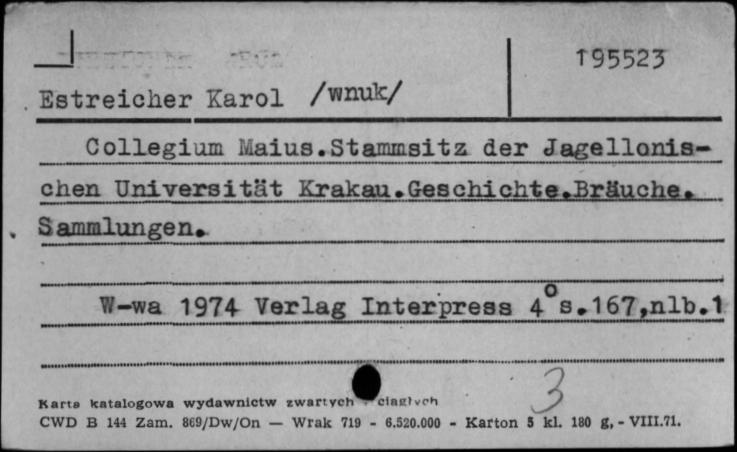 195523
Estreicher Karol /wnuk/
Collegium Maius.Stammsitz der Jagellonis-
chen Universität Krakau.Geschichte.Bräuche.
Sammlungen.
W-wa 1974 Verlag Interpress 4° s.167,nlb.1
3
Karta katalogowa wydawnictw zwartych i ciągłych
CWD B 144 Zam. 869/Dw/On — Wrak 719 - 6.520.000 - Karton 5 kl. 180 g, - VIII.71.